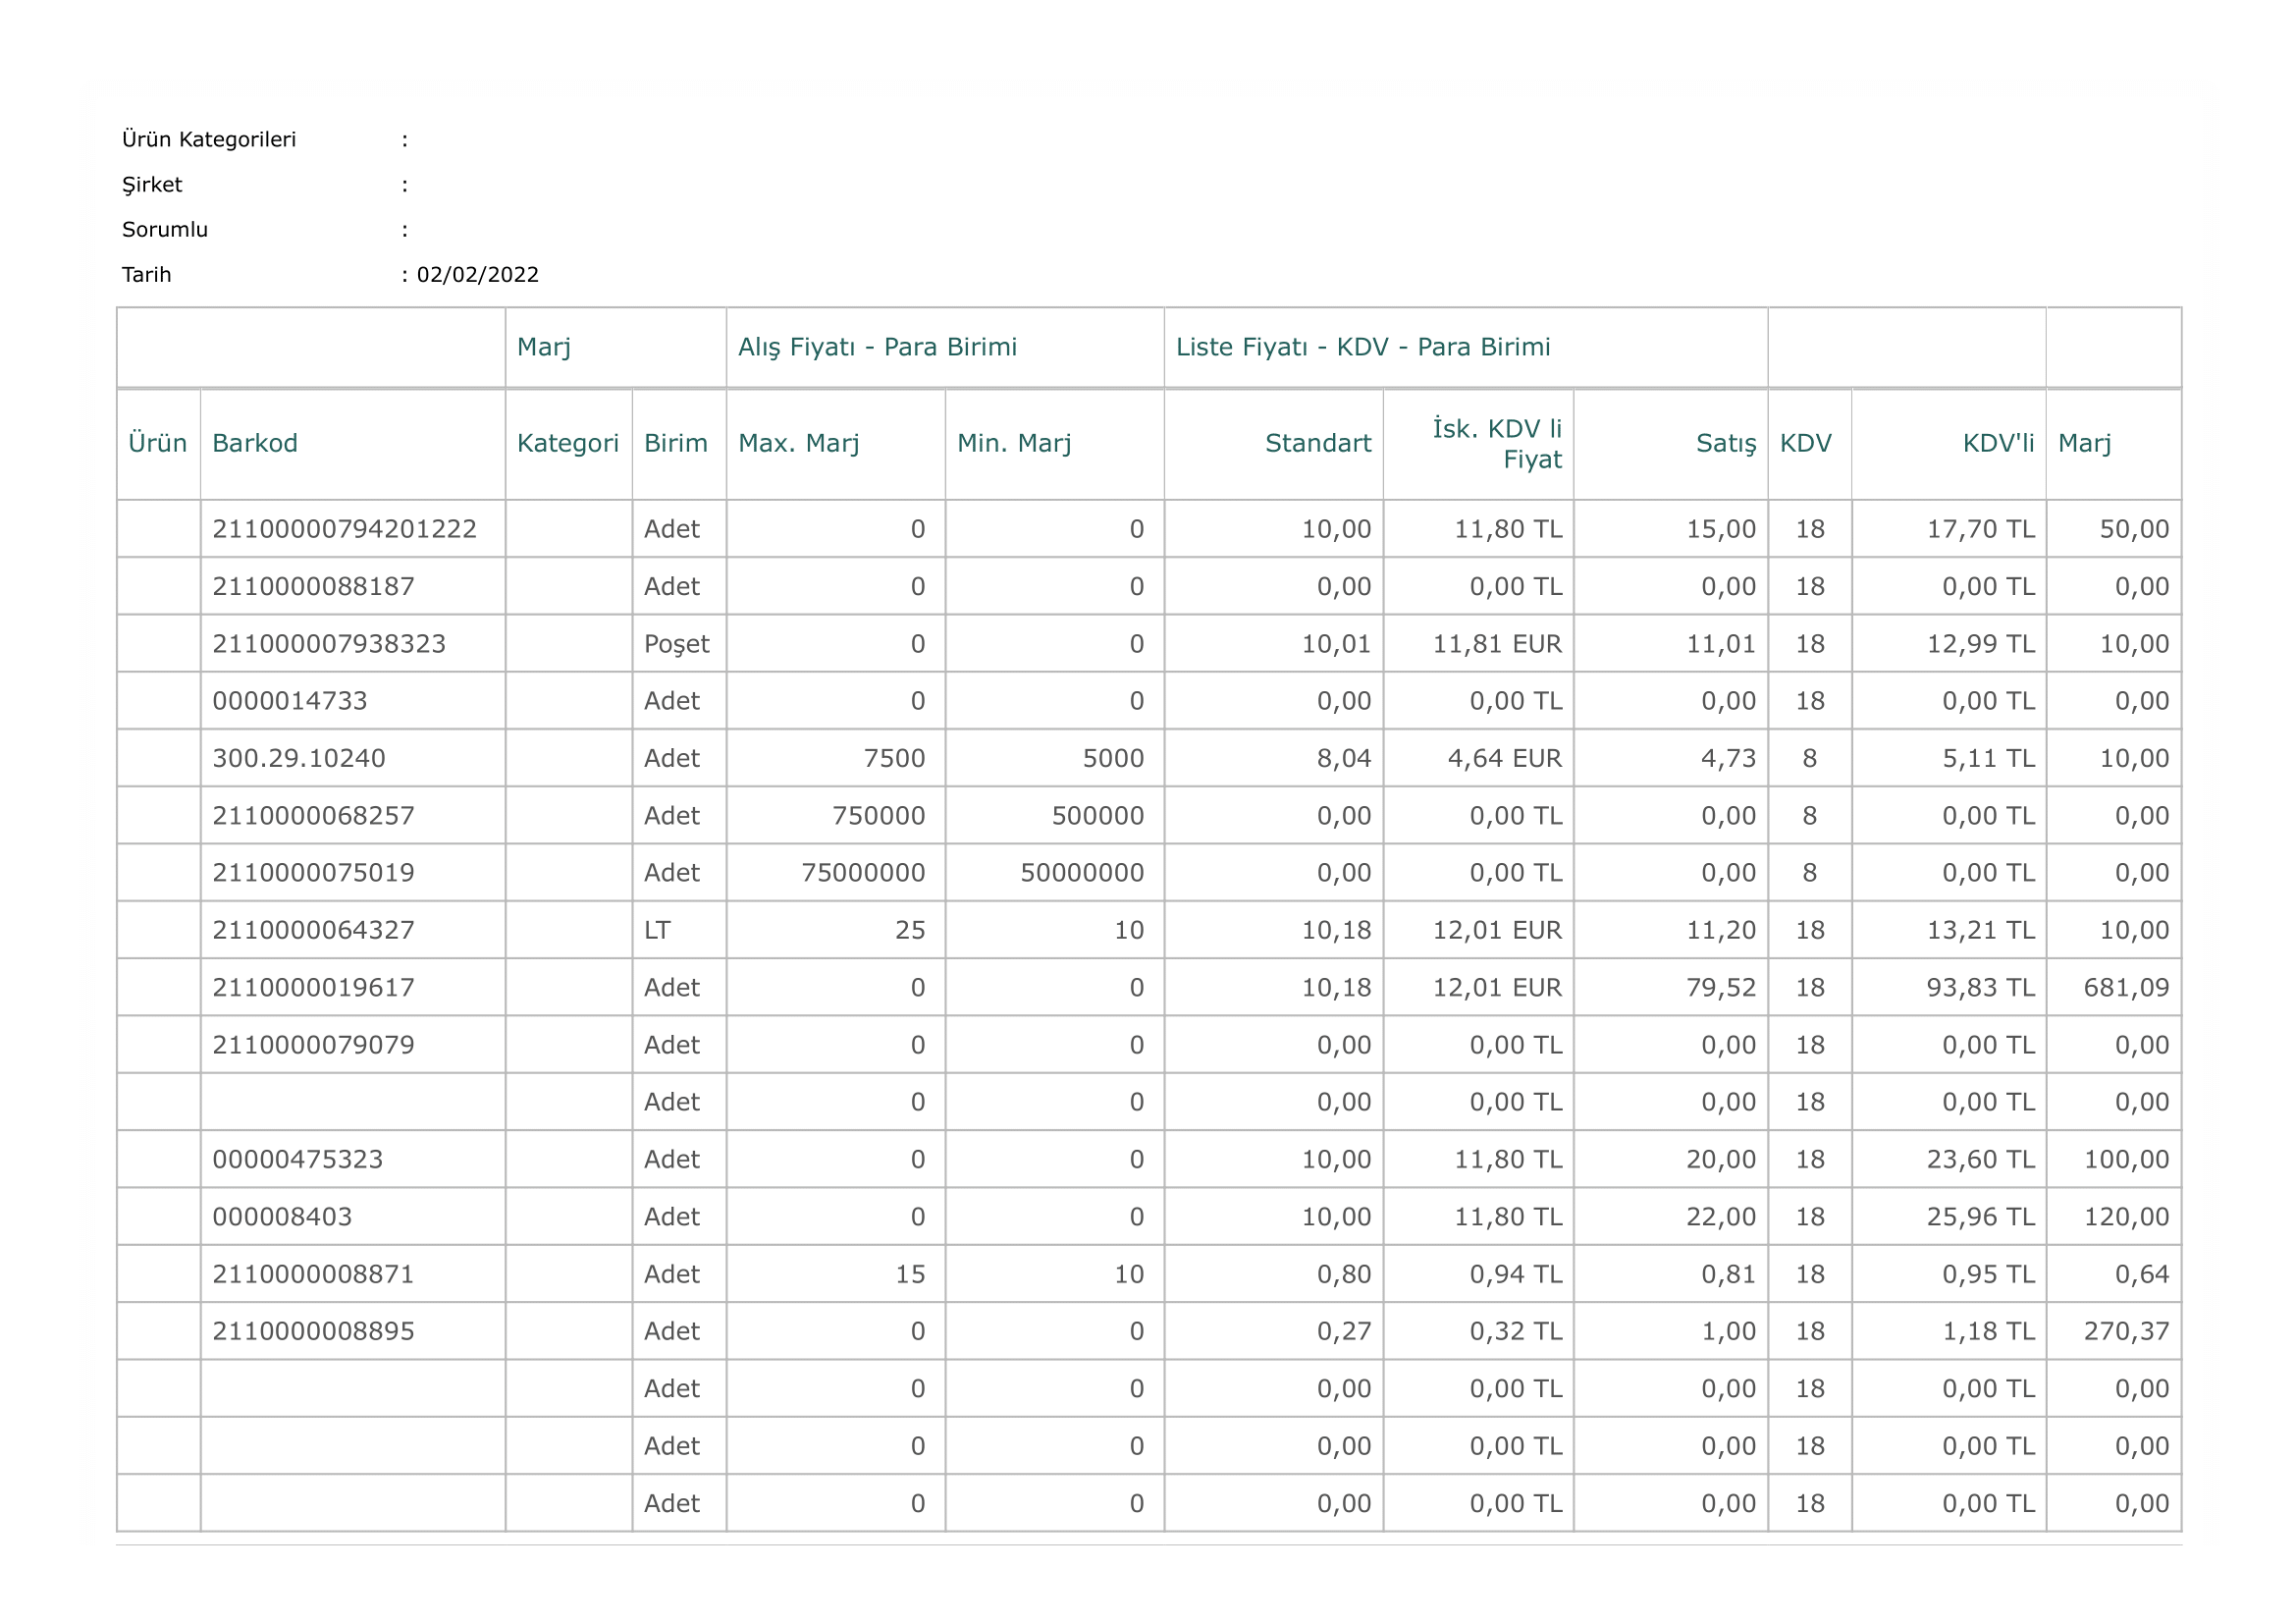 Ürün Kategorileri :
Şirket :
Sorumlu :
Tarih : 02/02/2022
Marj Alış Fiyatı - Para Birimi Liste Fiyatı - KDV - Para Birimi
Ürün Barkod Kategori Birim Max. Marj Min. Marj Standart İsk. KDV li Fiyat Satış KDV KDV'li Marj
21100000794201222 Adet 0 0 10,00 11,80 TL 15,00 18 17,70 TL 50,00
2110000088187 Adet 0 0 0,00 0,00 TL 0,00 18 0,00 TL 0,00
211000007938323 Poşet 0 0 10,01 11,81 EUR 11,01 18 12,99 TL 10,00
0000014733 Adet 0 0 0,00 0,00 TL 0,00 18 0,00 TL 0,00
300.29.10240 Adet 7500 5000 8,04 4,64 EUR 4,73 8 5,11 TL 10,00
2110000068257 Adet 750000 500000 0,00 0,00 TL 0,00 8 0,00 TL 0,00
2110000075019 Adet 75000000 50000000 0,00 0,00 TL 0,00 8 0,00 TL 0,00
2110000064327 LT 25 10 10,18 12,01 EUR 11,20 18 13,21 TL 10,00
2110000019617 Adet 0 0 10,18 12,01 EUR 79,52 18 93,83 TL 681,09
2110000079079 Adet 0 0 0,00 0,00 TL 0,00 18 0,00 TL 0,00
Adet 0 0 0,00 0,00 TL 0,00 18 0,00 TL 0,00
00000475323 Adet 0 0 10,00 11,80 TL 20,00 18 23,60 TL 100,00
000008403 Adet 0 0 10,00 11,80 TL 22,00 18 25,96 TL 120,00
2110000008871 Adet 15 10 0,80 0,94 TL 0,81 18 0,95 TL 0,64
2110000008895 Adet 0 0 0,27 0,32 TL 1,00 18 1,18 TL 270,37
Adet 0 0 0,00 0,00 TL 0,00 18 0,00 TL 0,00
Adet 0 0 0,00 0,00 TL 0,00 18 0,00 TL 0,00
Adet 0 0 0,00 0,00 TL 0,00 18 0,00 TL 0,00